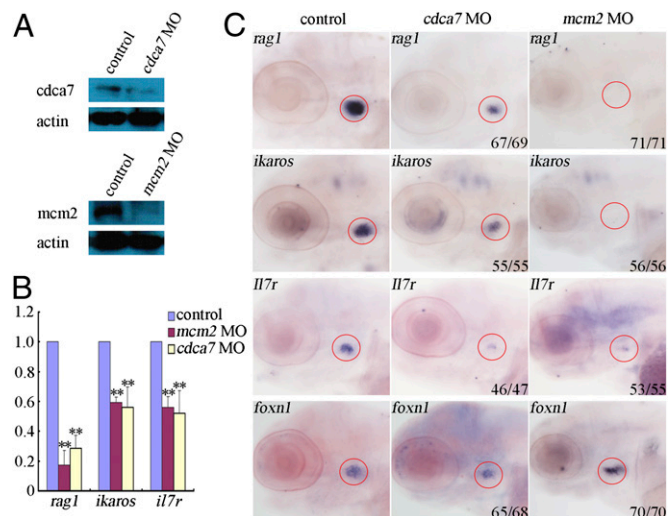 A
control
cdca7 MO
cdca7
actin
control
mcm2 MO
mcm2
actin
B
1.2
1
0.8
0.6
0.4
0.2
0
control
mcm2 MO
cdca7 MO
** ** ** ** ** **
rag1 ikaros il7r
C
control cdca7 MO mcm2 MO
rag1 rag1
67/69 71/71
ikaros ikaros ikaros
55/55 56/56
Il7r Il7r Il7r
46/47 53/55
foxn1 foxn1 foxn1
65/68 70/70